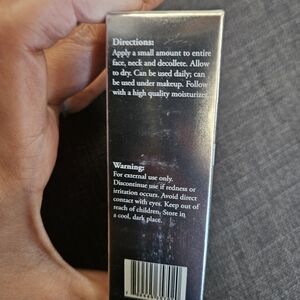 Directions:
Apply a small amount to entire
face, neck and decollete. Allow
to dry. Can be used daily; can
be used under makeup. Follow
with a high quality moisturizer.
Warning:
For external use only.
Discontinue use if redness or
irritation occurs. Avoid direct
contact with eyes. Keep out of
reach of children. Store in
a cool, dark place.